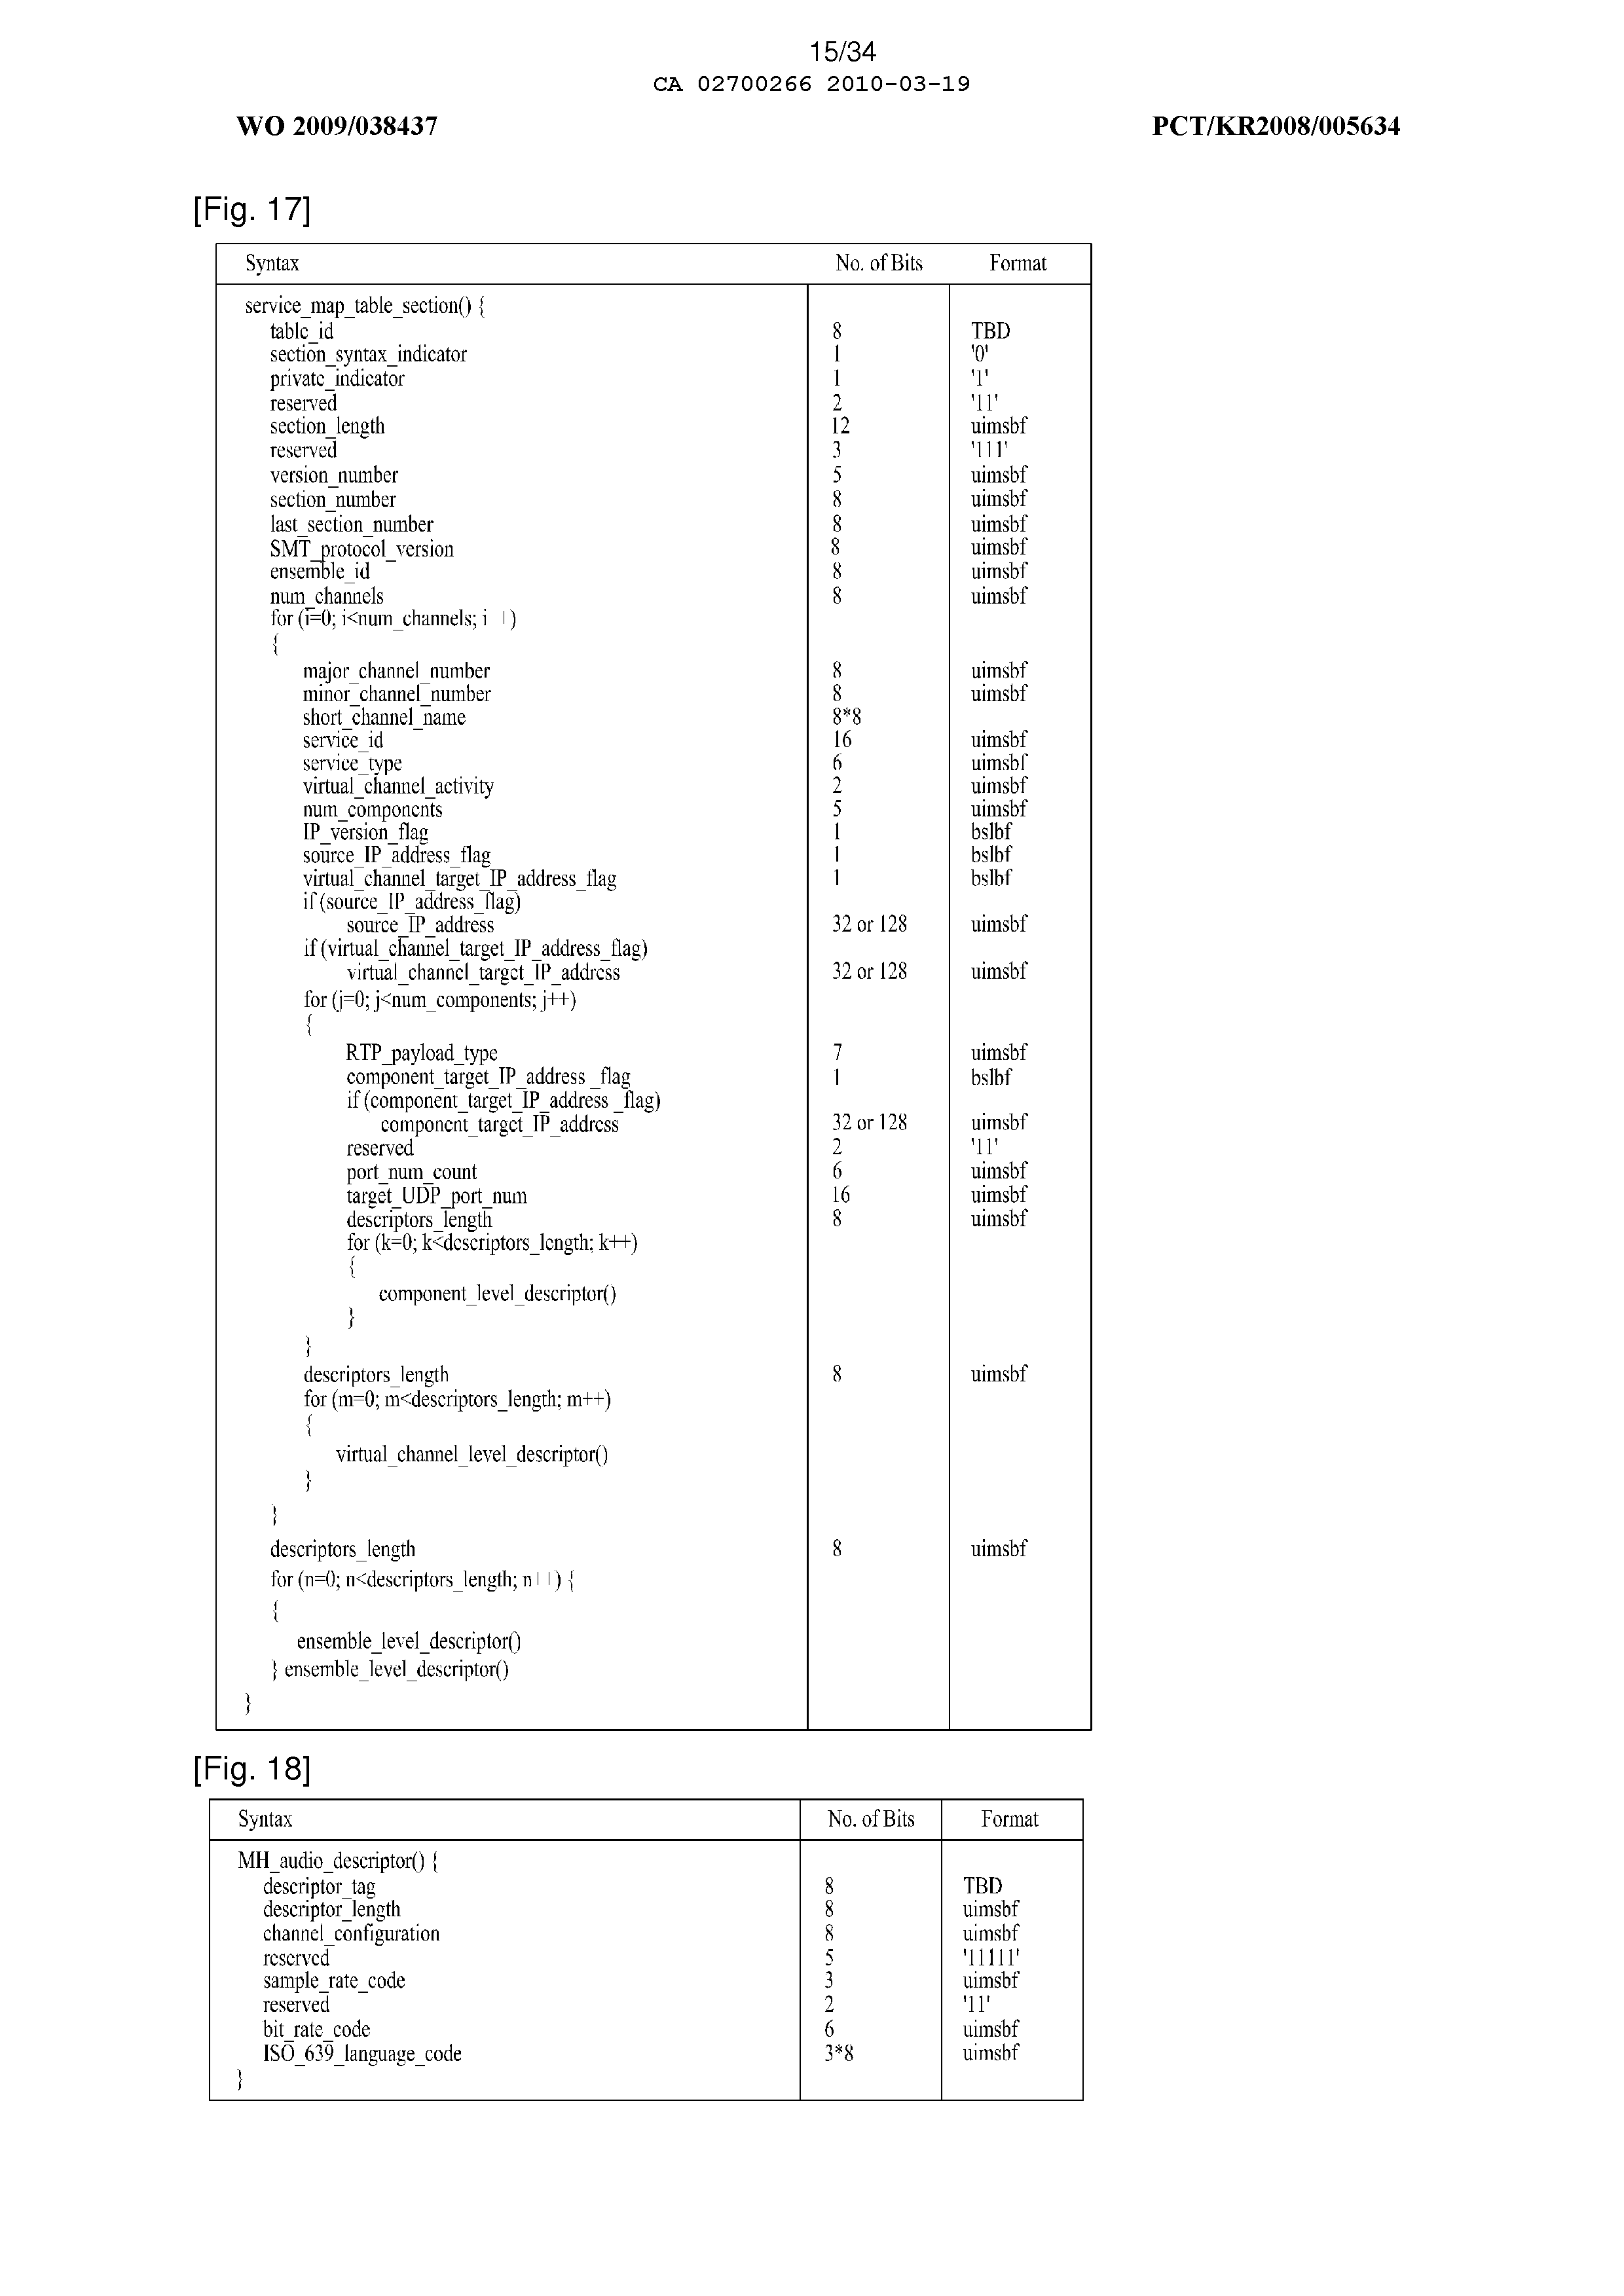 15/34
CA 02700266 2010-03-19
WO 2009/038437 PCT/KR2008/005634
[Fig. 17]
Syntax No. of Bits Format
service_map_table_section() {
table_id 8 TBD
section_syntax_indicator 1 '0'
private_indicator 1 '1'
reserved 2 '11'
section_length 12 uimsbf
reserved 3 '111'
version_number 5 uimsbf
section_number 8 uimsbf
last_section_number 8 uimsbf
SMT_protocol_version 8 uimsbf
ensemble_id 8 uimsbf
num_channels 8 uimsbf
for (i=0; i<num_channels; i++)
{
major_channel_number 8 uimsbf
minor_channel_number 8 uimsbf
short_channel_name 8*8
service_id 16 uimsbf
service_type 6 uimsbf
virtual_channel_activity 2 uimsbf
num_components 5 uimsbf
IP_version_flag 1 bslbf
source_IP_address_flag 1 bslbf
virtual_channel_target_IP_address_flag 1 bslbf
if (source_IP_address_flag)
source_IP_address 32 or 128 uimsbf
if (virtual_channel_target_IP_address_flag)
virtual_channel_target_IP_address 32 or 128 uimsbf
for (j=0; j<num_components; j++)
{
RTP_payload_type 7 uimsbf
component_target_IP_address _flag 1 bslbf
if (component_target_IP_address _flag)
component_target_IP_address 32 or 128 uimsbf
reserved 2 '11'
port_num_count 6 uimsbf
target_UDP_port_num 16 uimsbf
descriptors_length 8 uimsbf
for (k=0; k<descriptors_length; k++)
{
component_level_descriptor()
}
}
descriptors_length 8 uimsbf
for (m=0; m<descriptors_length; m++)
{
virtual_channel_level_descriptor()
}
}
descriptors_length 8 uimsbf
for (n=0; n<descriptors_length; n++) {
{
ensemble_level_descriptor()
} ensemble_level_descriptor()
}
[Fig. 18]
Syntax No. of Bits Format
MH_audio_descriptor() {
descriptor_tag 8 TBD
descriptor_length 8 uimsbf
channel_configuration 8 uimsbf
reserved 5 '11111'
sample_rate_code 3 uimsbf
reserved 2 '11'
bit_rate_code 6 uimsbf
ISO_639_language_code 3*8 uimsbf
}